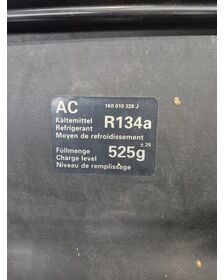 AC 1K0 010 328 J
Kältemittel
Refrigerant R134a
Moyen de refroidissement
Füllmenge ± 25
Charge level 525g
Niveau de remplissage